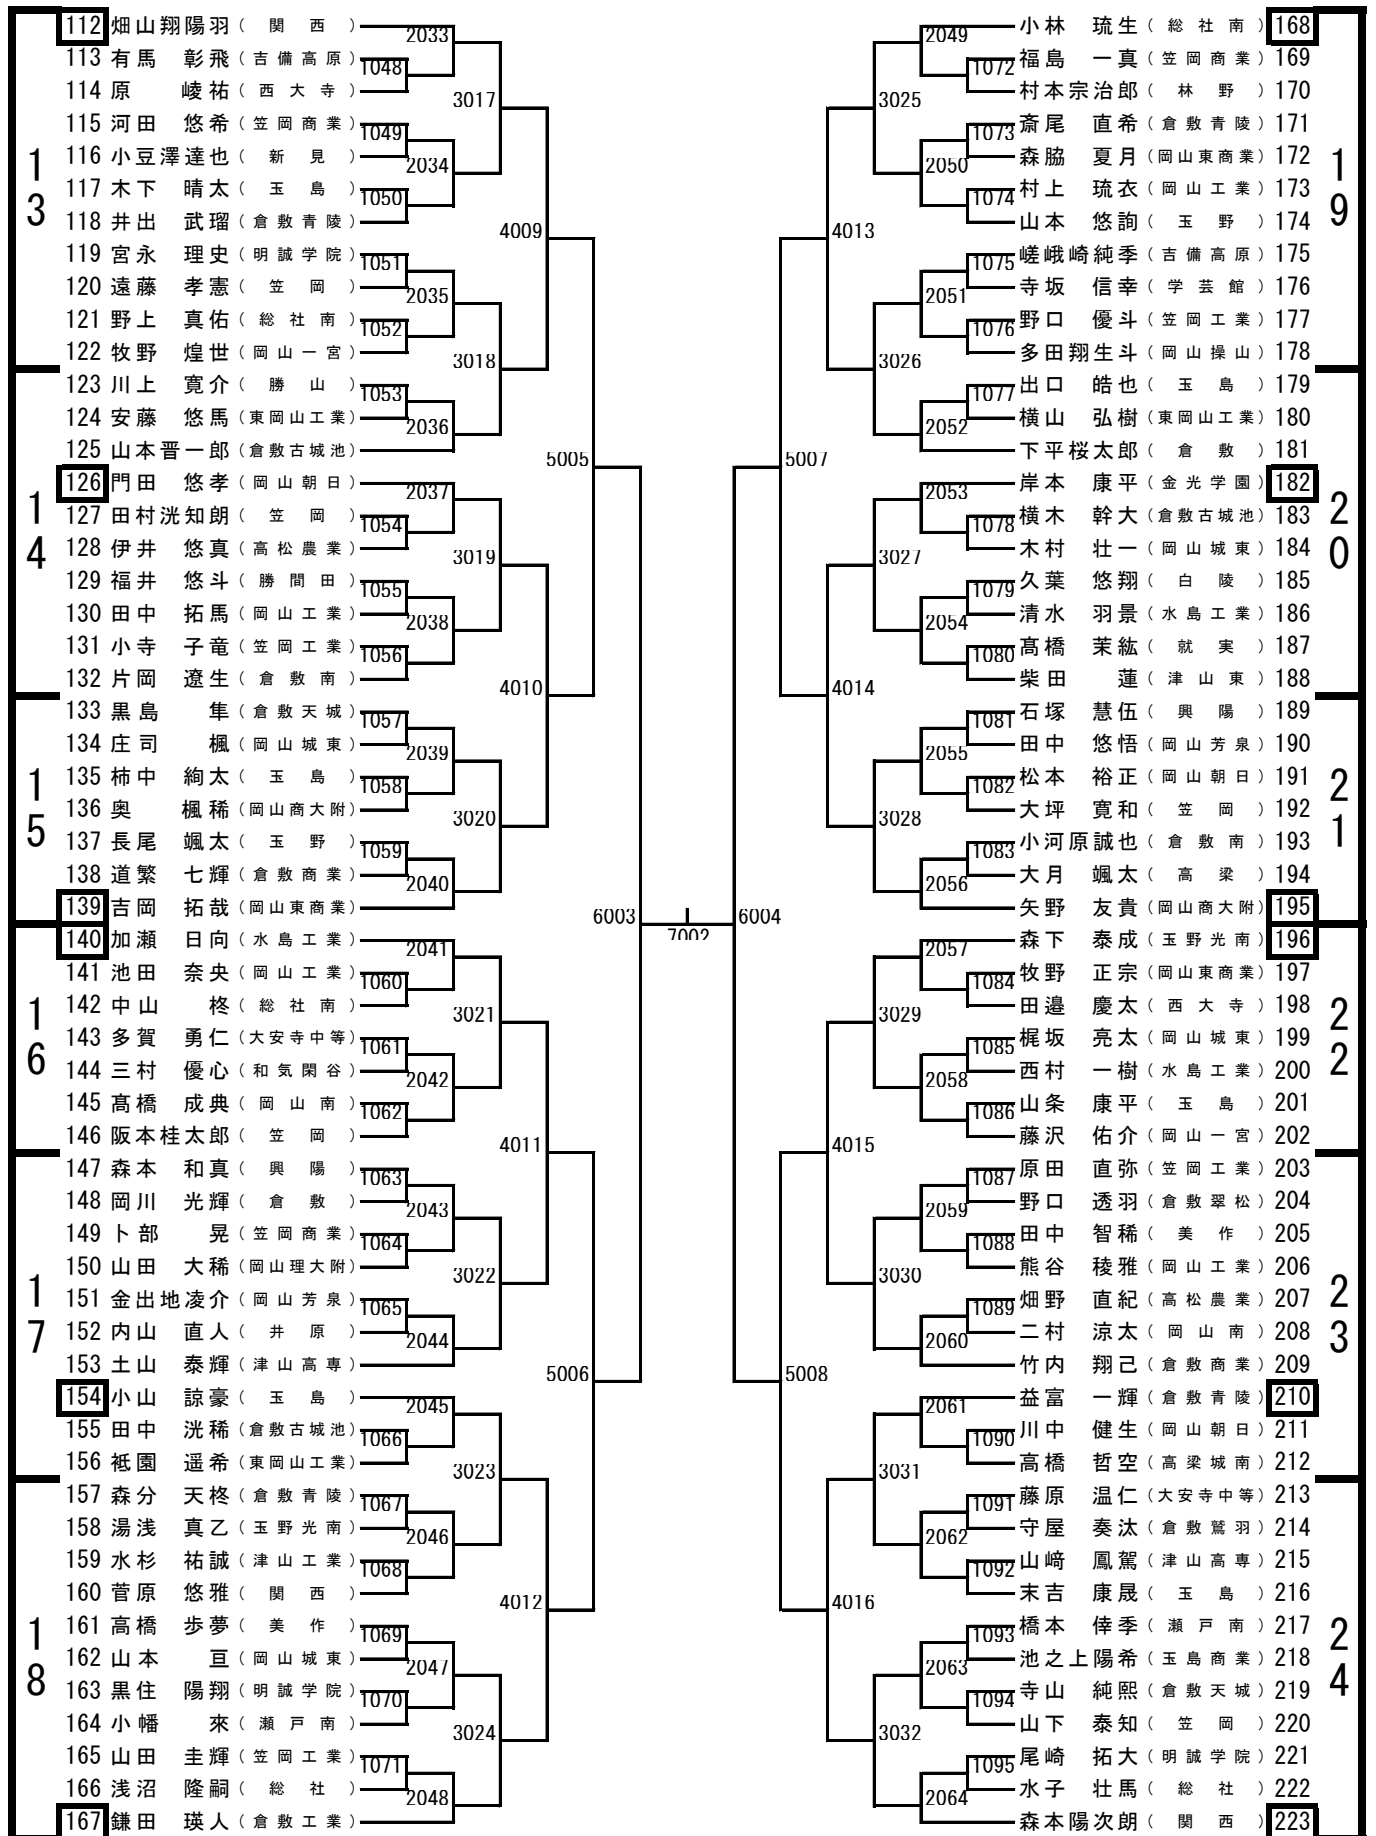 13
112 畑山翔陽羽（関西）
113 有馬 彰飛（吉備高原）
114 原 崚祐（西大寺）
115 河田 悠希（笠岡商業）
116 小豆澤達也（新見）
117 木下 晴太（玉島）
118 井出 武瑠（倉敷青陵）
119 宮永 理史（明誠学院）
120 遠藤 孝憲（笠岡）
121 野上 真佑（総社南）
122 牧野 煌世（岡山一宮）
14
123 川上 寛介（勝山）
124 安藤 悠馬（東岡山工業）
125 山本晋一郎（倉敷古城池）
126 門田 悠孝（岡山朝日）
127 田村洸知朗（笠岡）
128 伊井 悠真（高松農業）
129 福井 悠斗（勝間田）
130 田中 拓馬（岡山工業）
131 小寺 子竜（笠岡工業）
132 片岡 遼生（倉敷南）
15
133 黒島 隼（倉敷天城）
134 庄司 楓（岡山城東）
135 柿中 絢太（玉島）
136 奥 楓稀（岡山商大附）
137 長尾 颯太（玉野）
138 道繁 七輝（倉敷商業）
139 吉岡 拓哉（岡山東商業）
16
140 加瀬 日向（水島工業）
141 池田 奈央（岡山工業）
142 中山 柊（総社南）
143 多賀 勇仁（大安寺中等）
144 三村 優心（和気閑谷）
145 髙橋 成典（岡山南）
146 阪本桂太郎（笠岡）
17
147 森本 和真（興陽）
148 岡川 光輝（倉敷）
149 卜部 晃（笠岡商業）
150 山田 大稀（岡山理大附）
151 金出地凌介（岡山芳泉）
152 内山 直人（井原）
153 土山 泰輝（津山高専）
154 小山 諒豪（玉島）
155 田中 洸稀（倉敷古城池）
156 祗園 遥希（東岡山工業）
18
157 森分 天柊（倉敷青陵）
158 湯浅 真乙（玉野光南）
159 水杉 祐誠（津山工業）
160 菅原 悠雅（関西）
161 高橋 歩夢（美作）
162 山本 亘（岡山城東）
163 黒住 陽翔（明誠学院）
164 小幡 來（瀬戸南）
165 山田 圭輝（笠岡工業）
166 浅沼 隆嗣（総社）
167 鎌田 瑛人（倉敷工業）
1048
1049
1050
1051
1052
1053
1054
1055
1056
1057
1058
1059
1060
1061
1062
1063
1064
1065
1066
1067
1068
1069
1070
1071
2033
2034
2035
2036
2037
2038
2039
2040
2041
2042
2043
2044
2045
2046
2047
2048
3017
3018
3019
3020
3021
3022
3023
3024
4009
4010
4011
4012
5005
5006
6003
7002
6004
5007
5008
4013
4014
4015
4016
3025
3026
3027
3028
3029
3030
3031
3032
2049
2050
2051
2052
2053
2054
2055
2056
2057
2058
2059
2060
2061
2062
2063
2064
1072
1073
1074
1075
1076
1077
1078
1079
1080
1081
1082
1083
1084
1085
1086
1087
1088
1089
1090
1091
1092
1093
1094
1095
19
小林 琉生（総社南）168
福島 一真（笠岡商業）169
村本宗治郎（林野）170
斎尾 直希（倉敷青陵）171
森脇 夏月（岡山東商業）172
村上 琉衣（岡山工業）173
山本 悠詢（玉野）174
嵯峨崎純季（吉備高原）175
寺坂 信幸（学芸館）176
野口 優斗（笠岡工業）177
多田翔生斗（岡山操山）178
20
出口 皓也（玉島）179
横山 弘樹（東岡山工業）180
下平桜太郎（倉敷）181
岸本 康平（金光学園）182
横木 幹大（倉敷古城池）183
木村 壮一（岡山城東）184
久葉 悠翔（白陵）185
清水 羽景（水島工業）186
髙橋 茉紘（就実）187
柴田 蓮（津山東）188
21
石塚 慧伍（興陽）189
田中 悠悟（岡山芳泉）190
松本 裕正（岡山朝日）191
大坪 寛和（笠岡）192
小河原誠也（倉敷南）193
大月 颯太（高梁）194
矢野 友貴（岡山商大附）195
22
森下 泰成（玉野光南）196
牧野 正宗（岡山東商業）197
田邉 慶太（西大寺）198
梶坂 亮太（岡山城東）199
西村 一樹（水島工業）200
山条 康平（玉島）201
藤沢 佑介（岡山一宮）202
23
原田 直弥（笠岡工業）203
野口 透羽（倉敷翠松）204
田中 智稀（美作）205
熊谷 稜雅（岡山工業）206
畑野 直紀（高松農業）207
二村 涼太（岡山南）208
竹内 翔己（倉敷商業）209
益富 一輝（倉敷青陵）210
川中 健生（岡山朝日）211
高橋 哲空（高梁城南）212
24
藤原 温仁（大安寺中等）213
守屋 奏汰（倉敷鷲羽）214
山﨑 鳳駕（津山高専）215
末吉 康晟（玉島）216
橋本 倖季（瀬戸南）217
池之上陽希（玉島商業）218
寺山 純熙（倉敷天城）219
山下 泰知（笠岡）220
尾崎 拓大（明誠学院）221
水子 壮馬（総社）222
森本陽次朗（関西）223